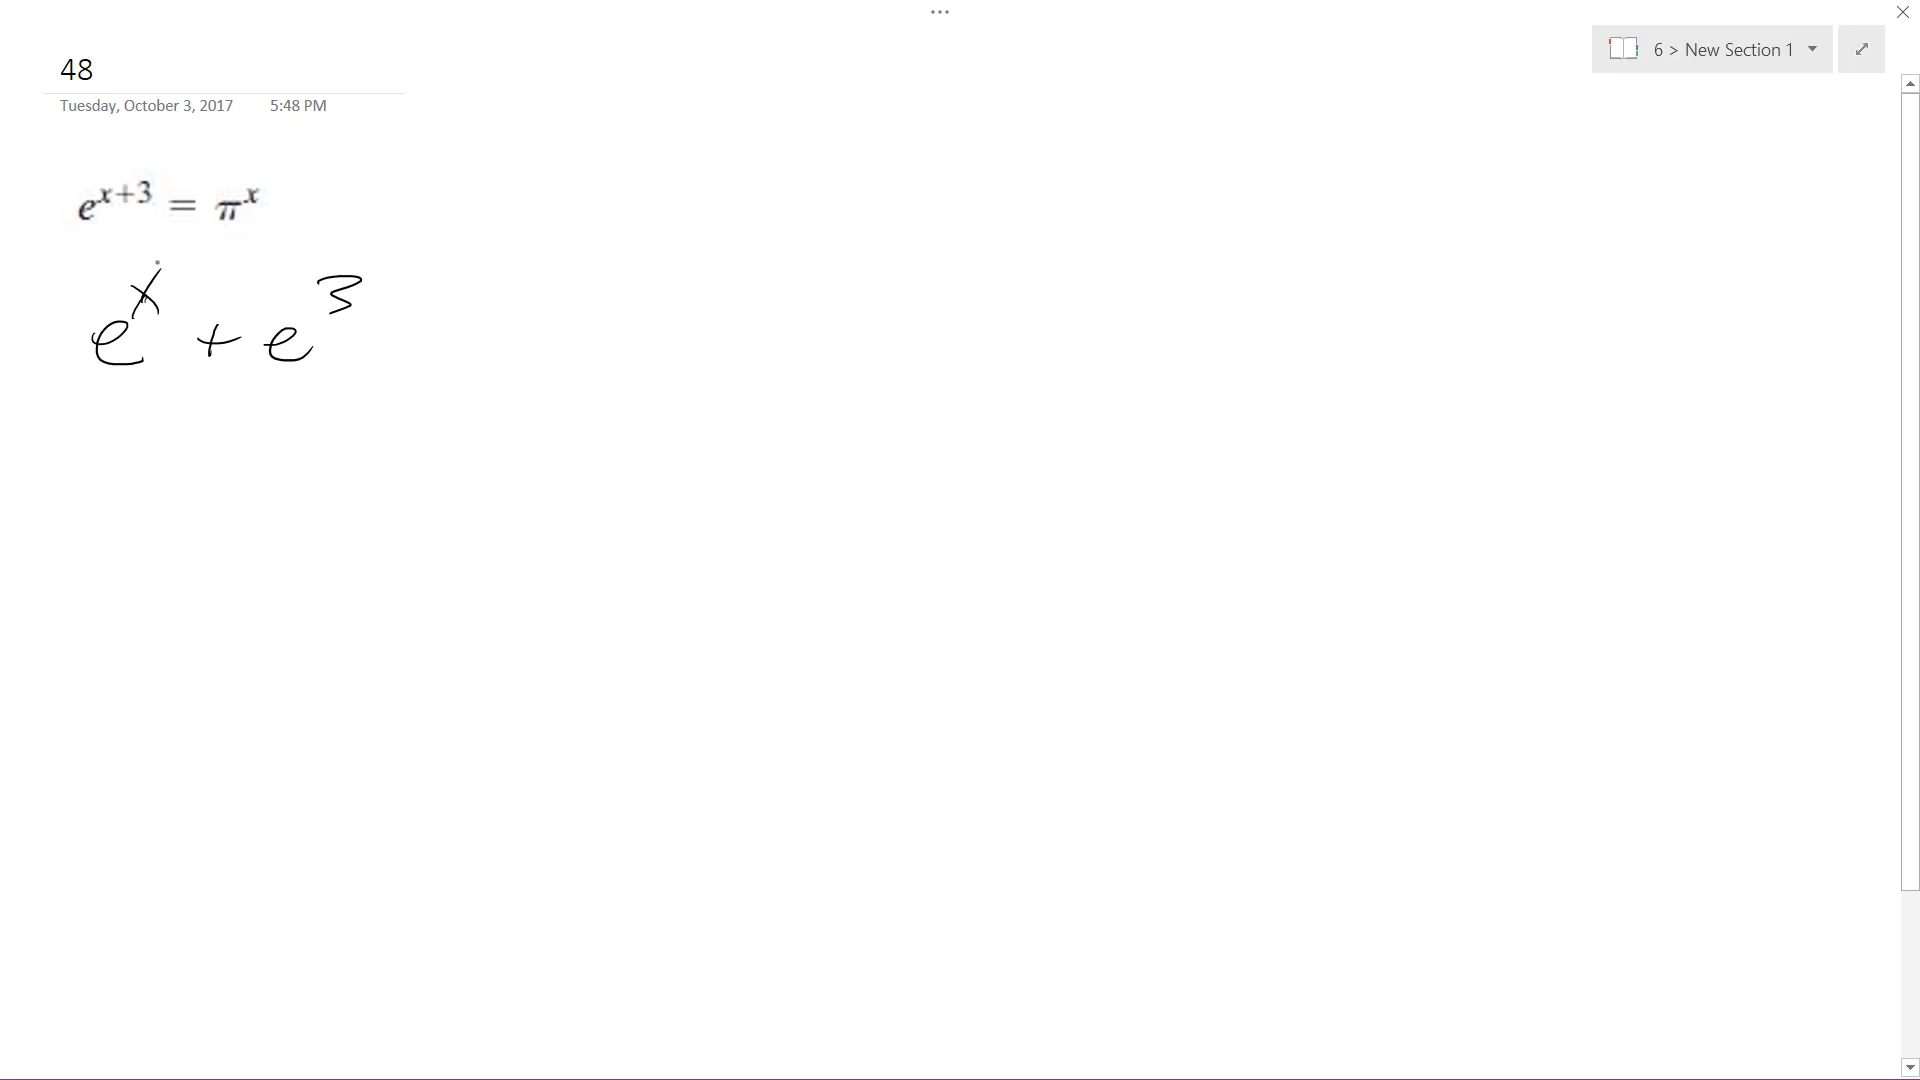 6 > New Section 1
48
Tuesday, October 3, 2017 5:48 PM
e^{x+3} = π^x
e^x + e^3